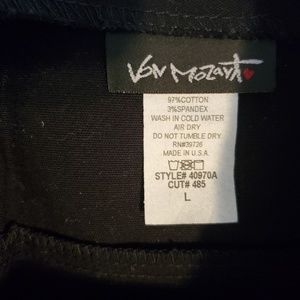 Von Mozart
97%COTTON
3%SPANDEX
WASH IN COLD WATER
AIR DRY
DO NOT TUMBLE DRY.
RN#39726
MADE IN U.S.A.
STYLE# 40970A
CUT# 485
L